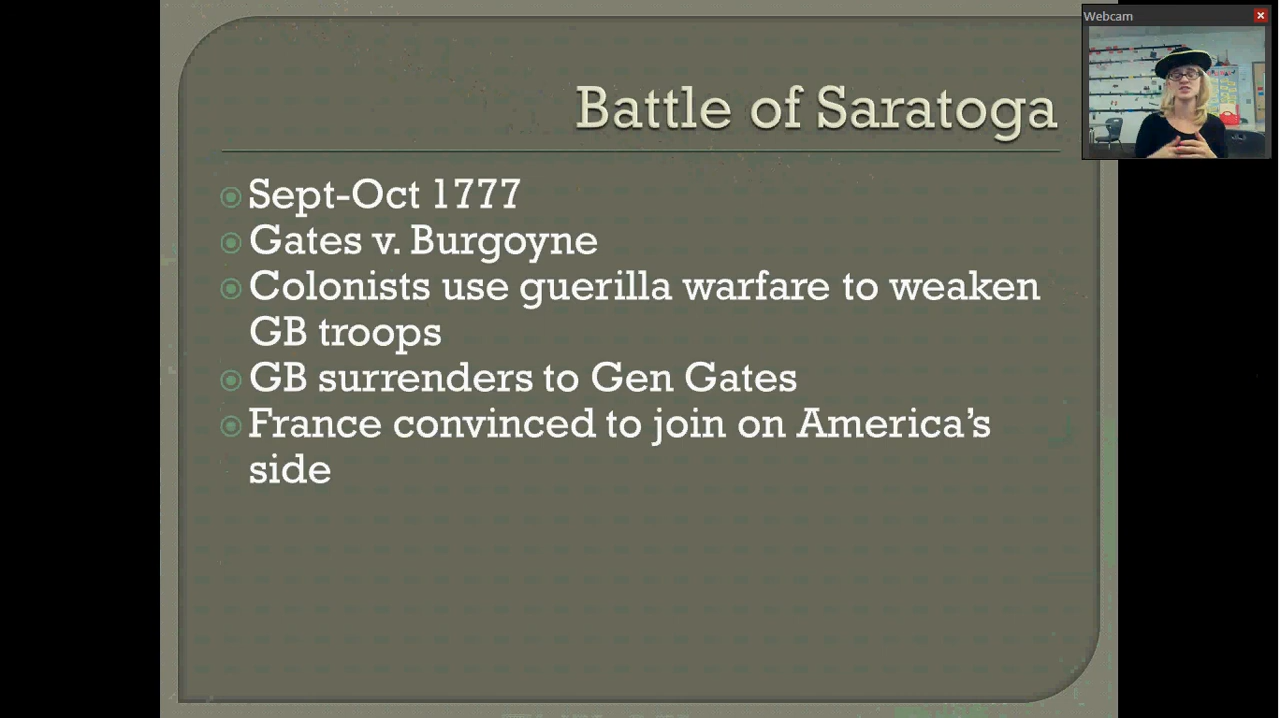 Webcam
Battle of Saratoga
Sept-Oct 1777
Gates v. Burgoyne
Colonists use guerilla warfare to weaken
GB troops
GB surrenders to Gen Gates
France convinced to join on America's
side